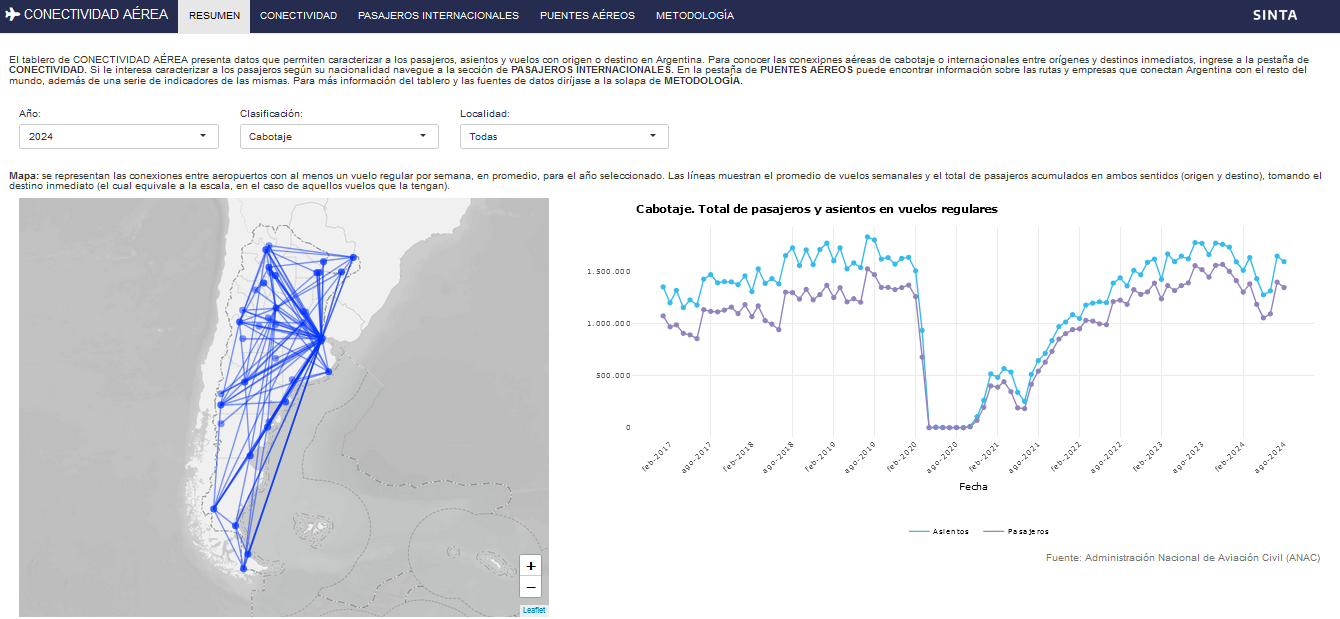 CONECTIVIDAD AÉREA
RESUMEN
CONECTIVIDAD
PASAJEROS INTERNACIONALES
PUENTES AÉREOS
METODOLOGÍA
SINTA
El tablero de CONECTIVIDAD AÉREA presenta datos que permiten caracterizar a los pasajeros, asientos y vuelos con origen o destino en Argentina. Para conocer las conexiones aéreas de cabotaje o internacionales entre orígenes y destinos inmediatos, ingrese a la pestaña de
CONECTIVIDAD. Si le interesa caracterizar a los pasajeros según su nacionalidad navegue a la sección de PASAJEROS INTERNACIONALES. En la pestaña de PUENTES AÉREOS puede encontrar información sobre las rutas y empresas que conectan Argentina con el resto del
mundo, además de una serie de indicadores de las mismas. Para más información del tablero y las fuentes de datos diríjase a la solapa de METODOLOGÍA.
Año:
Clasificación:
Localidad:
2024
Cabotaje
Todas
Mapa: se representan las conexiones entre aeropuertos con al menos un vuelo regular por semana, en promedio, para el año seleccionado. Las líneas muestran el promedio de vuelos semanales y el total de pasajeros acumulados en ambos sentidos (origen y destino), tomando el
destino inmediato (el cual equivale a la escala, en el caso de aquellos vuelos que la tengan).
+
−
Leaflet
Cabotaje. Total de pasajeros y asientos en vuelos regulares
1.500.000
1.000.000
500.000
0
feb-2017
ago-2017
feb-2018
ago-2018
feb-2019
ago-2019
feb-2020
ago-2020
feb-2021
ago-2021
feb-2022
ago-2022
feb-2023
ago-2023
feb-2024
ago-2024
Fecha
Asientos
Pasajeros
Fuente: Administración Nacional de Aviación Civil (ANAC)